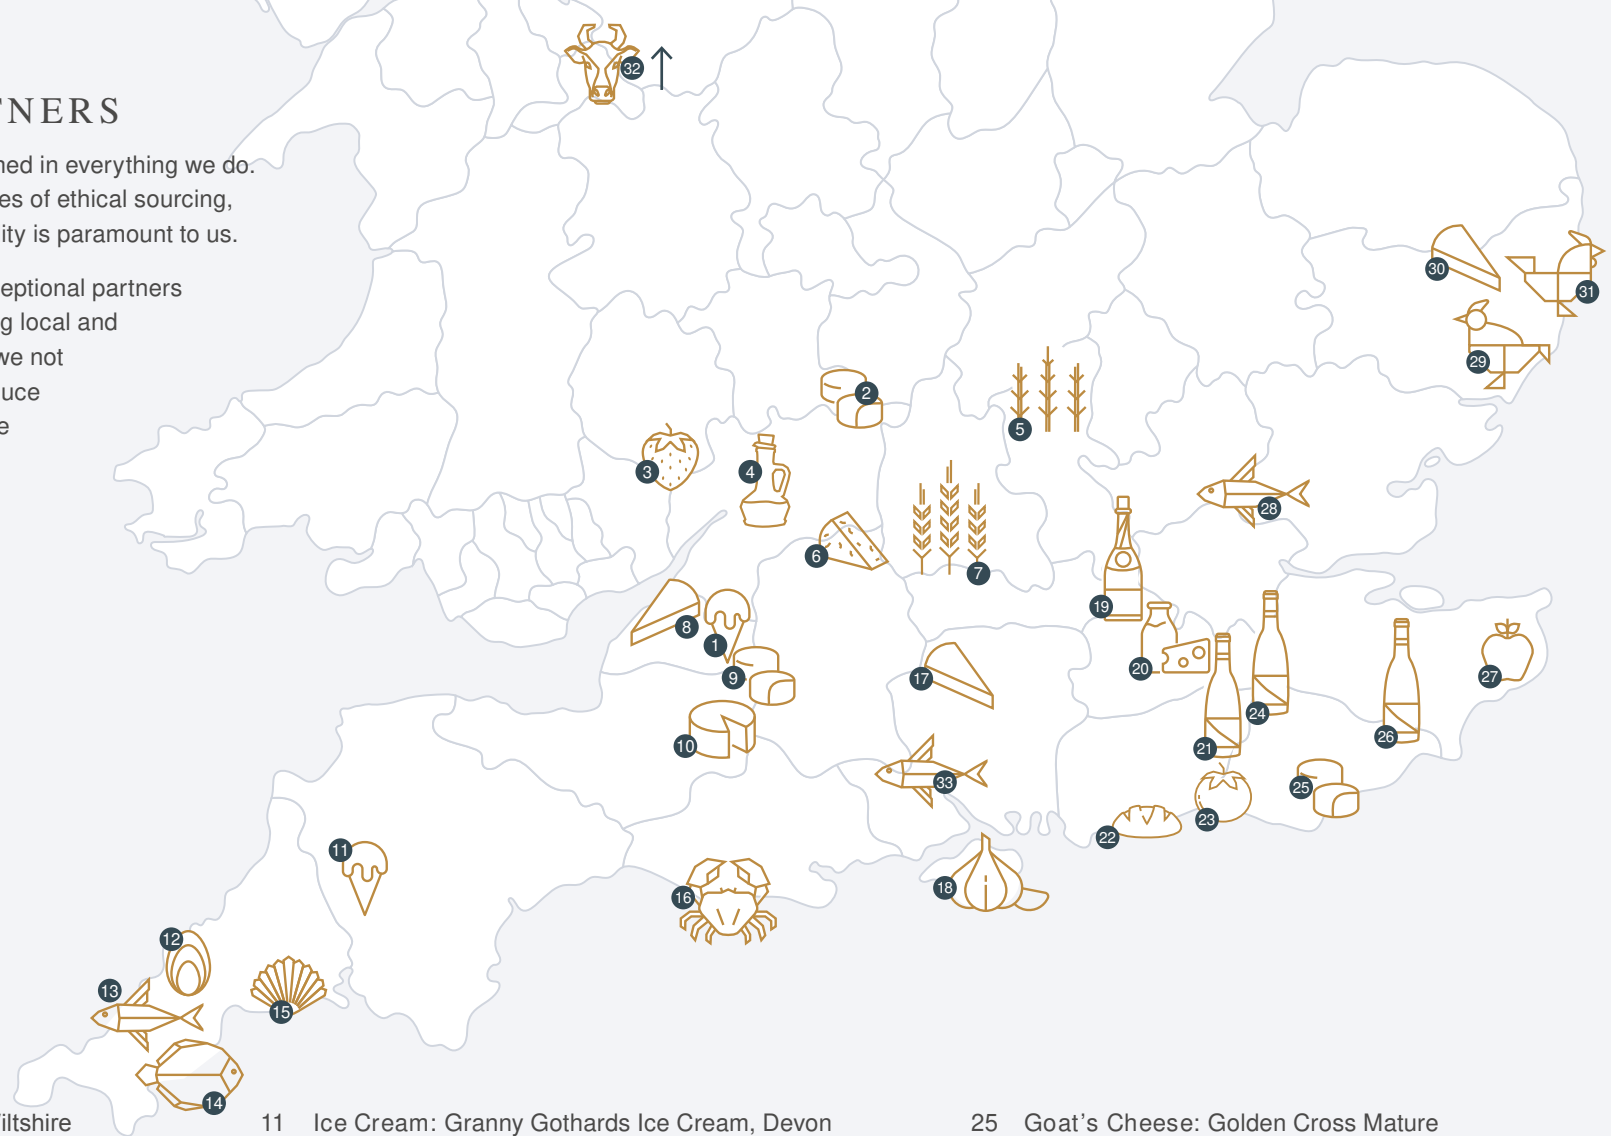 TNERS
ned in everything we do.
es of ethical sourcing,
ity is paramount to us.
eptional partners
g local and
we not
uce
e
32
30
31
29
2
5
3
4
28
6
7
19
8
1
20
9
17
27
24
10
21
26
33
25
23
22
11
18
16
12
13
15
14
iltshire
11 Ice Cream: Granny Gothards Ice Cream, Devon
25 Goat's Cheese: Golden Cross Mature